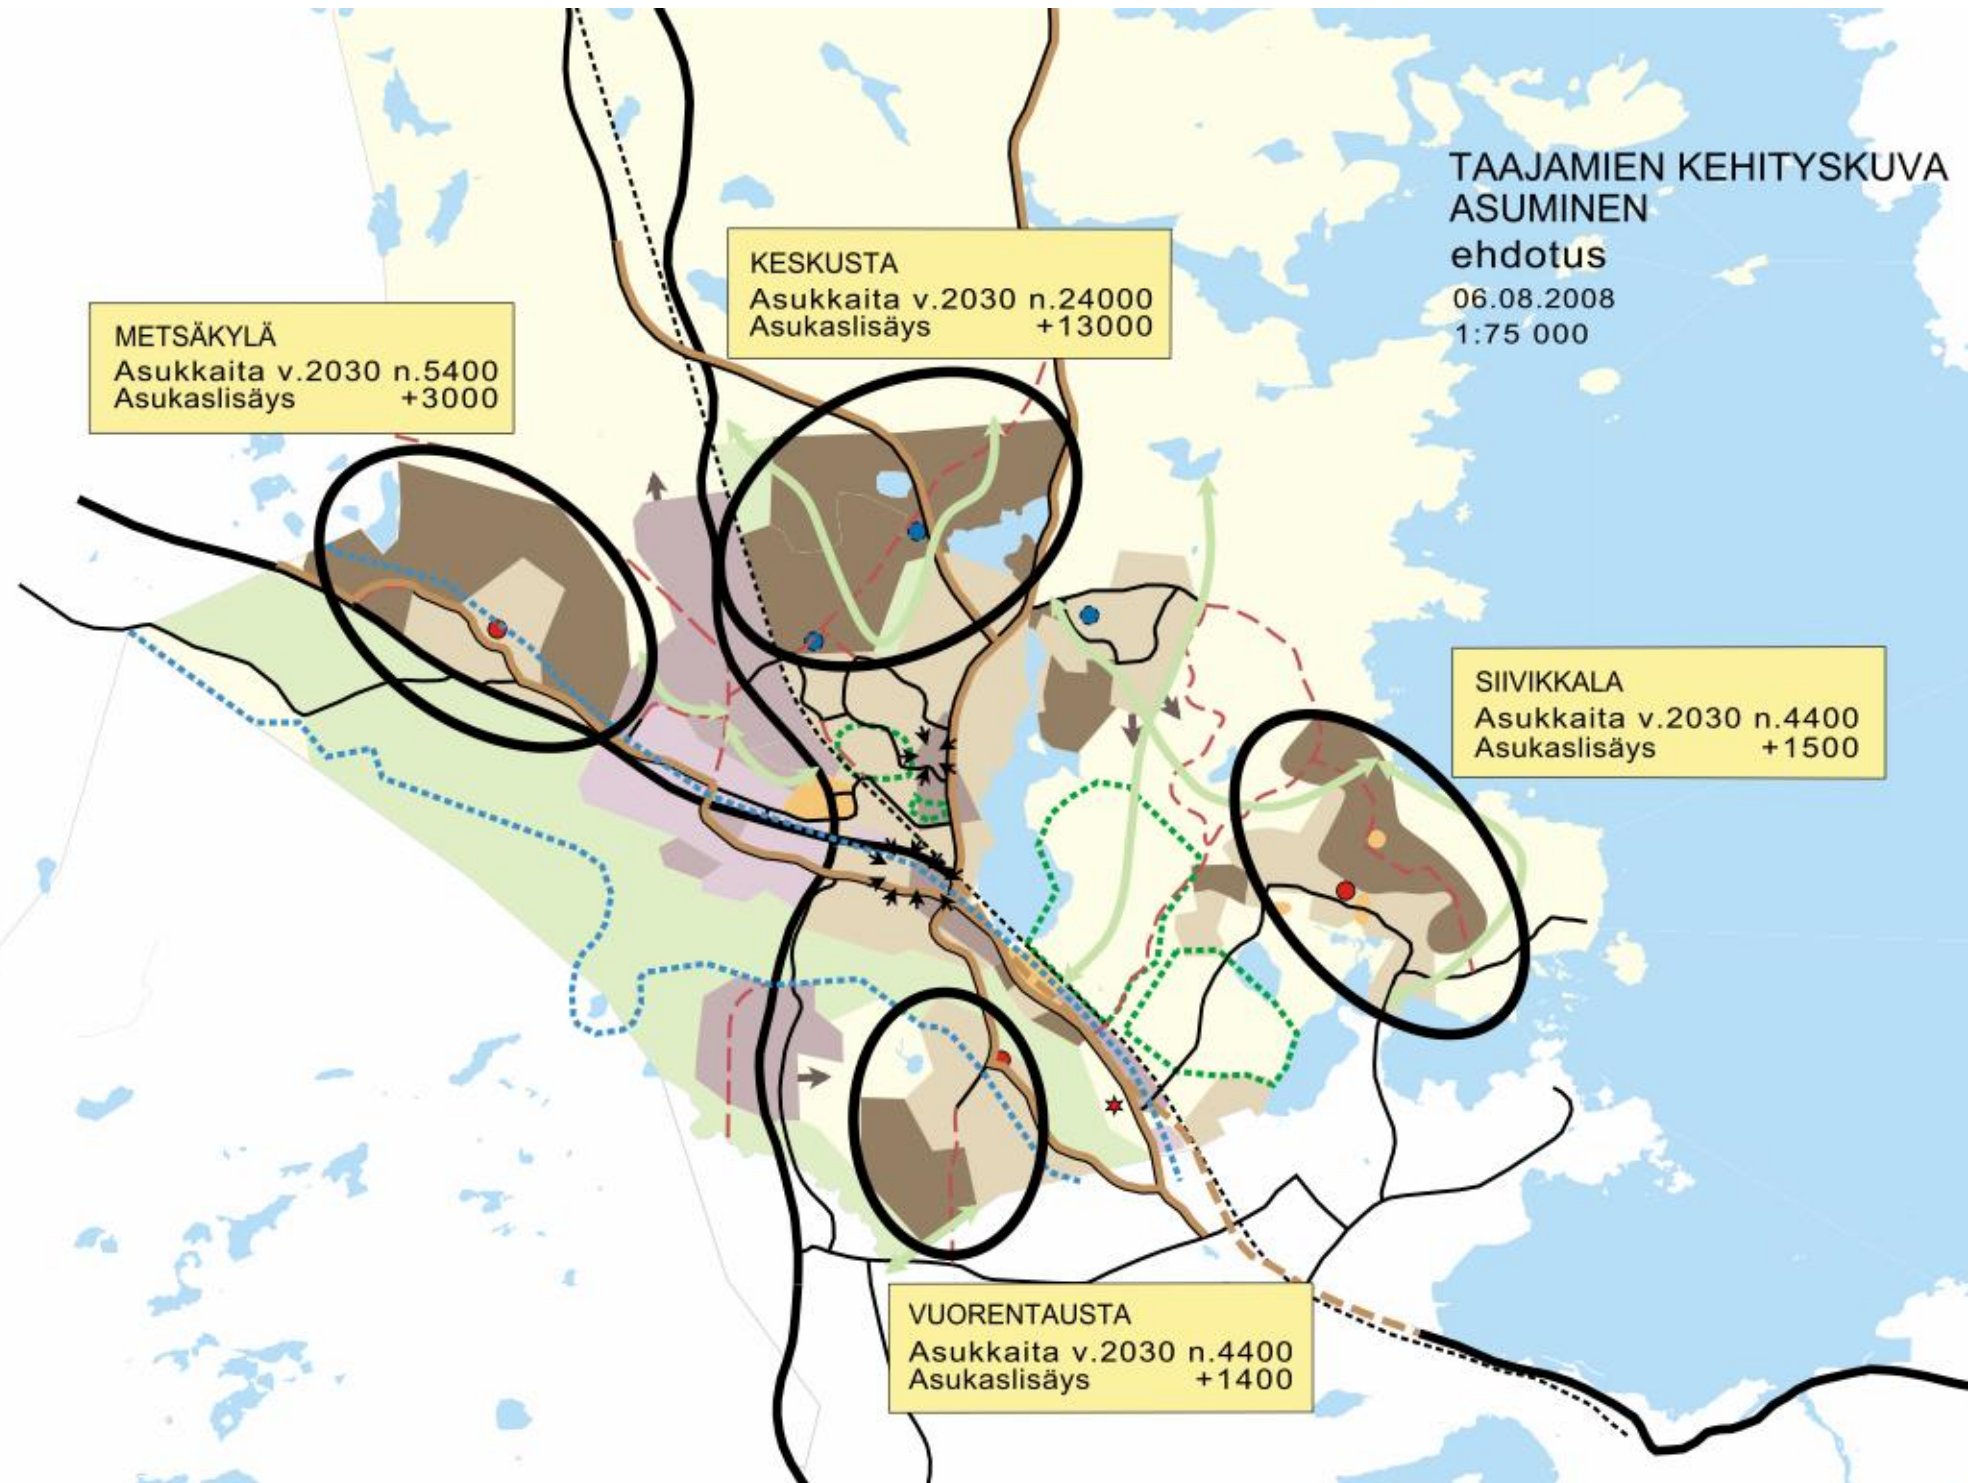 TAAJAMIEN KEHITYSKUVA
ASUMINEN
ehdotus
06.08.2008
1:75 000
KESKUSTA
Asukkaita v.2030 n.24000
Asukaslisäys +13000
METSÄKYLÄ
Asukkaita v.2030 n.5400
Asukaslisäys +3000
SIIVIKKALA
Asukkaita v.2030 n.4400
Asukaslisäys +1500
VUORENTAUSTA
Asukkaita v.2030 n.4400
Asukaslisäys +1400